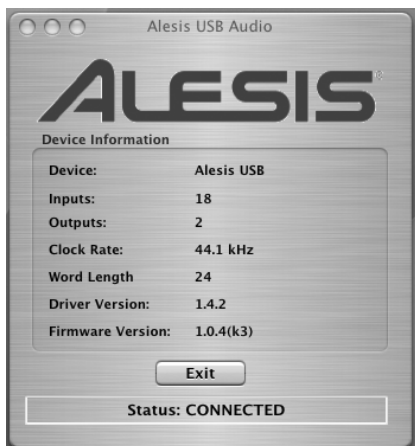 Alesis USB Audio
ALESIS®
Device Information
Device: Alesis USB
Inputs: 18
Outputs: 2
Clock Rate: 44.1 kHz
Word Length 24
Driver Version: 1.4.2
Firmware Version: 1.0.4(k3)
Exit
Status: CONNECTED